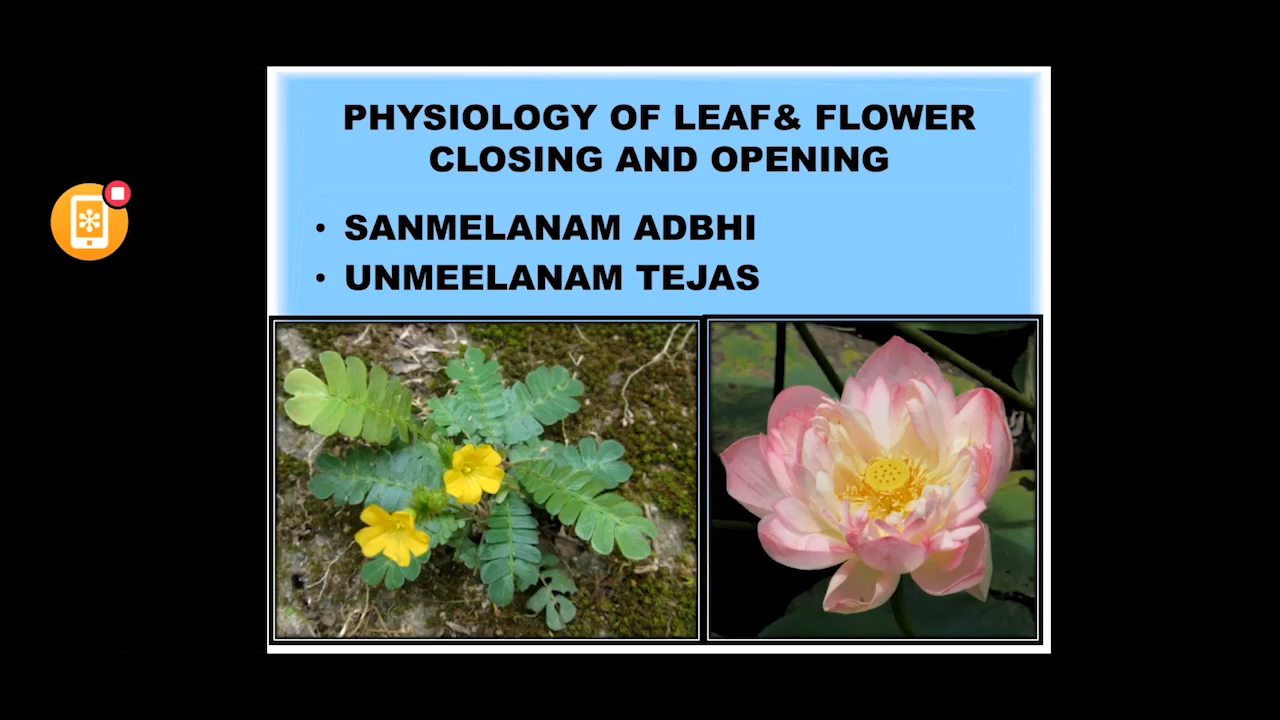 PHYSIOLOGY OF LEAF& FLOWER
CLOSING AND OPENING
• SANMELANAM ADBHI
• UNMEELANAM TEJAS